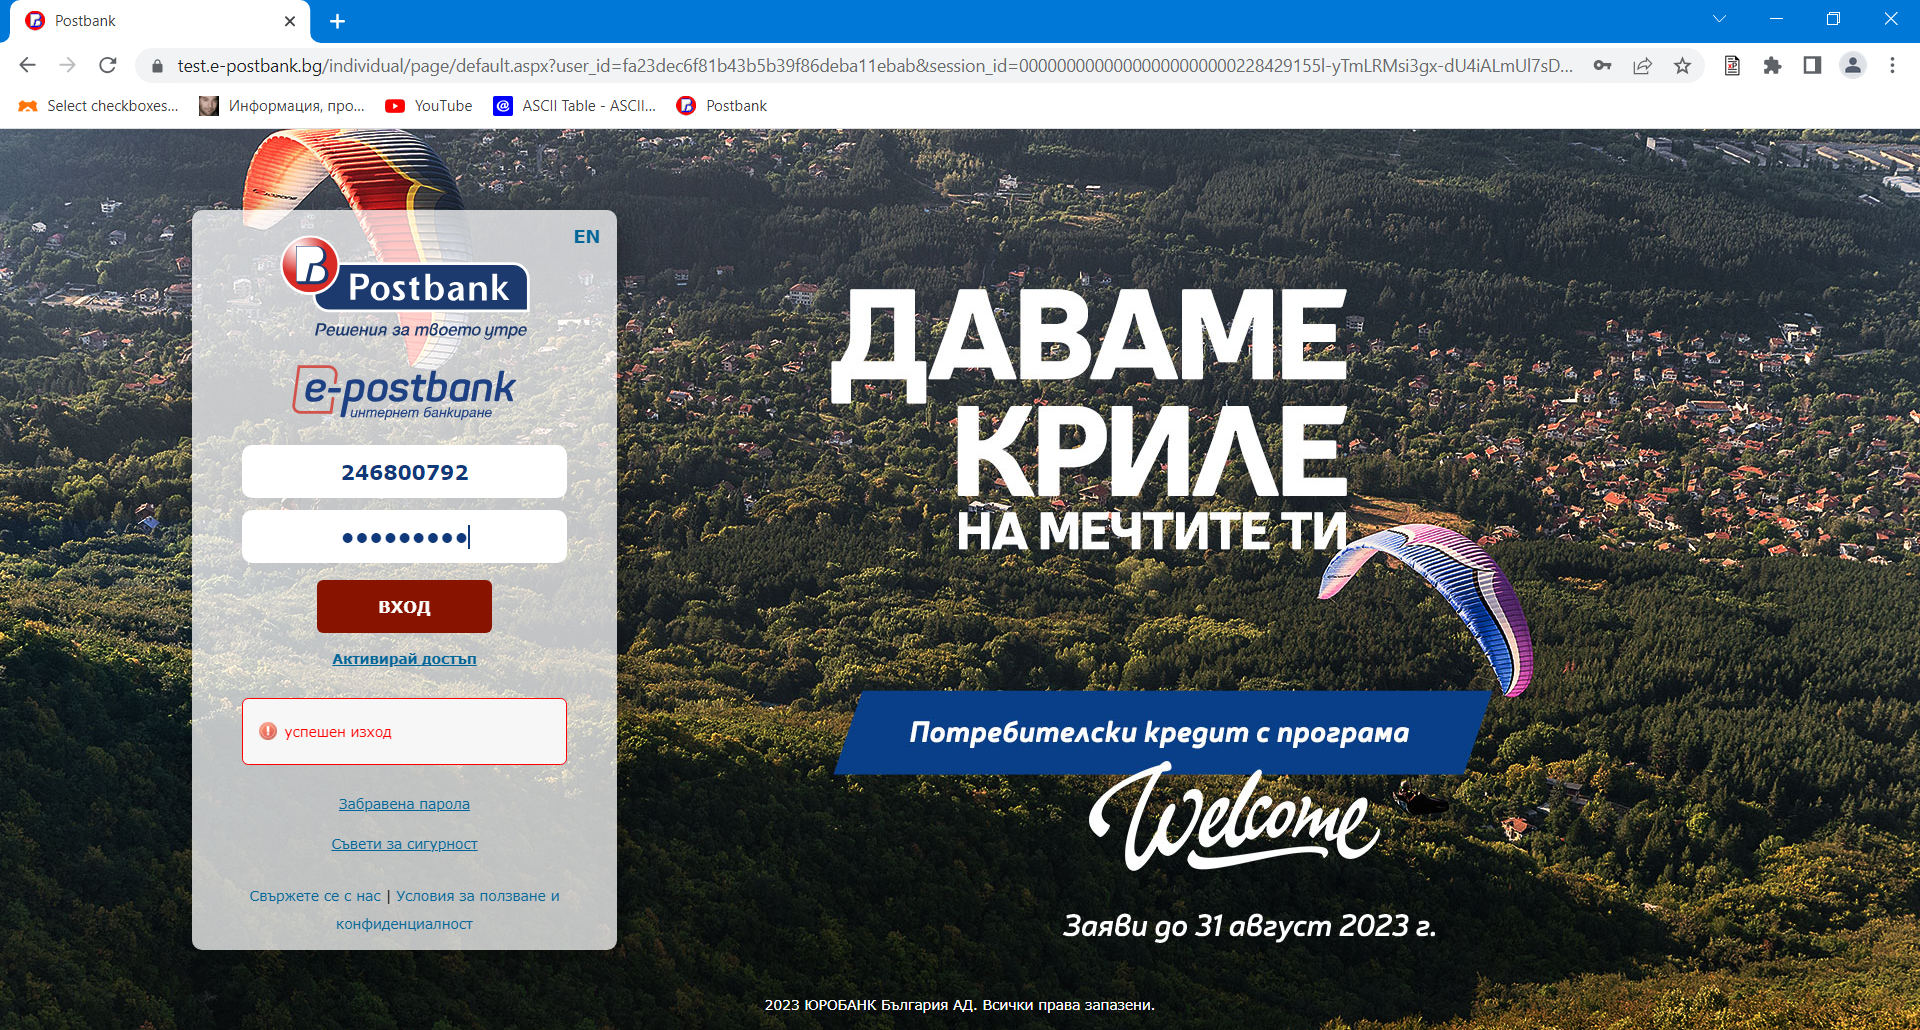 Postbank
test.e-postbank.bg/individual/page/default.aspx?user_id=fa23dec6f81b43b5b39f86deba11ebab&session_id=
Select checkboxes...
Информация, про...
YouTube
ASCII Table - ASCII...
Postbank
EN
Postbank
Решения за твоето утре
e-postbank
интернет банкиране
246800792
•••••••••
ВХОД
Активирай достъп
успешен изход
Забравена парола
Съвети за сигурност
Свържете се с нас | Условия за ползване и
конфиденциалност
ДАВАМЕ
КРИЛЕ
НА МЕЧТИТЕ ТИ
Потребителски кредит с програма
Welcome
Заяви до 31 август 2023 г.
2023 ЮРОБАНК България АД. Всички права запазени.